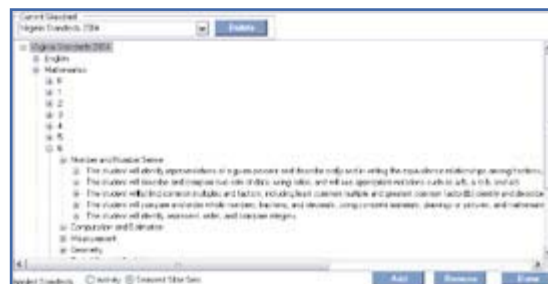 Current Standard
Virginia Standards 2004
Delete
Virginia Standards 2004
English
Mathematics
K
1
2
3
4
5
6
Number and Number Sense
The student will identify representations of a given percent and describe orally and in writing the equivalence relationships among fractions,
The student will describe and compare two sets of data, using ratios, and will use appropriate notations such as a/b, a to b, and a:b
The student will find common multiples and factors, including least common multiple and greatest common factor
The student will compare and order whole numbers, fractions, and decimals, using concrete materials, drawings or pictures, and mathematic
The student will identify, represent, order, and compare integers
Computation and Estimation
Measurement
Geometry
Standards
Activity
Add
Remove